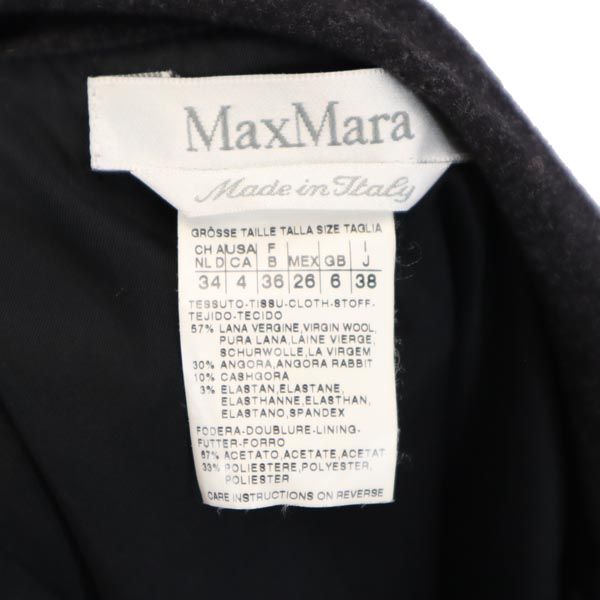 MaxMara
Made in Italy
GRÖSSE TAILLE TALLA SIZE TAGLIA
CH AUSA F I
NL D CA B MEX GB J
34 4 36 26 6 38
TESSUTO-TISSU-CLOTH-STOFF-
TEJIDO-TECIDO
57% LANA VERGINE,VIRGIN WOOL,
PURA LANA,LAINE VIERGE,
SCHURWOLLE,LA VIRGEM
30% ANGORA,ANGORA RABBIT
10% CASHGORA
3% ELASTAN,ELASTANE,
ELASTHANNE,ELASTHAN,
ELASTANO,SPANDEX
FODERA-DOUBLURE-LINING-
FUTTER-FORRO
67% ACETATO,ACETATE,ACETAT
33% POLIESTERE,POLYESTER,
POLIESTER
CARE INSTRUCTIONS ON REVERSE